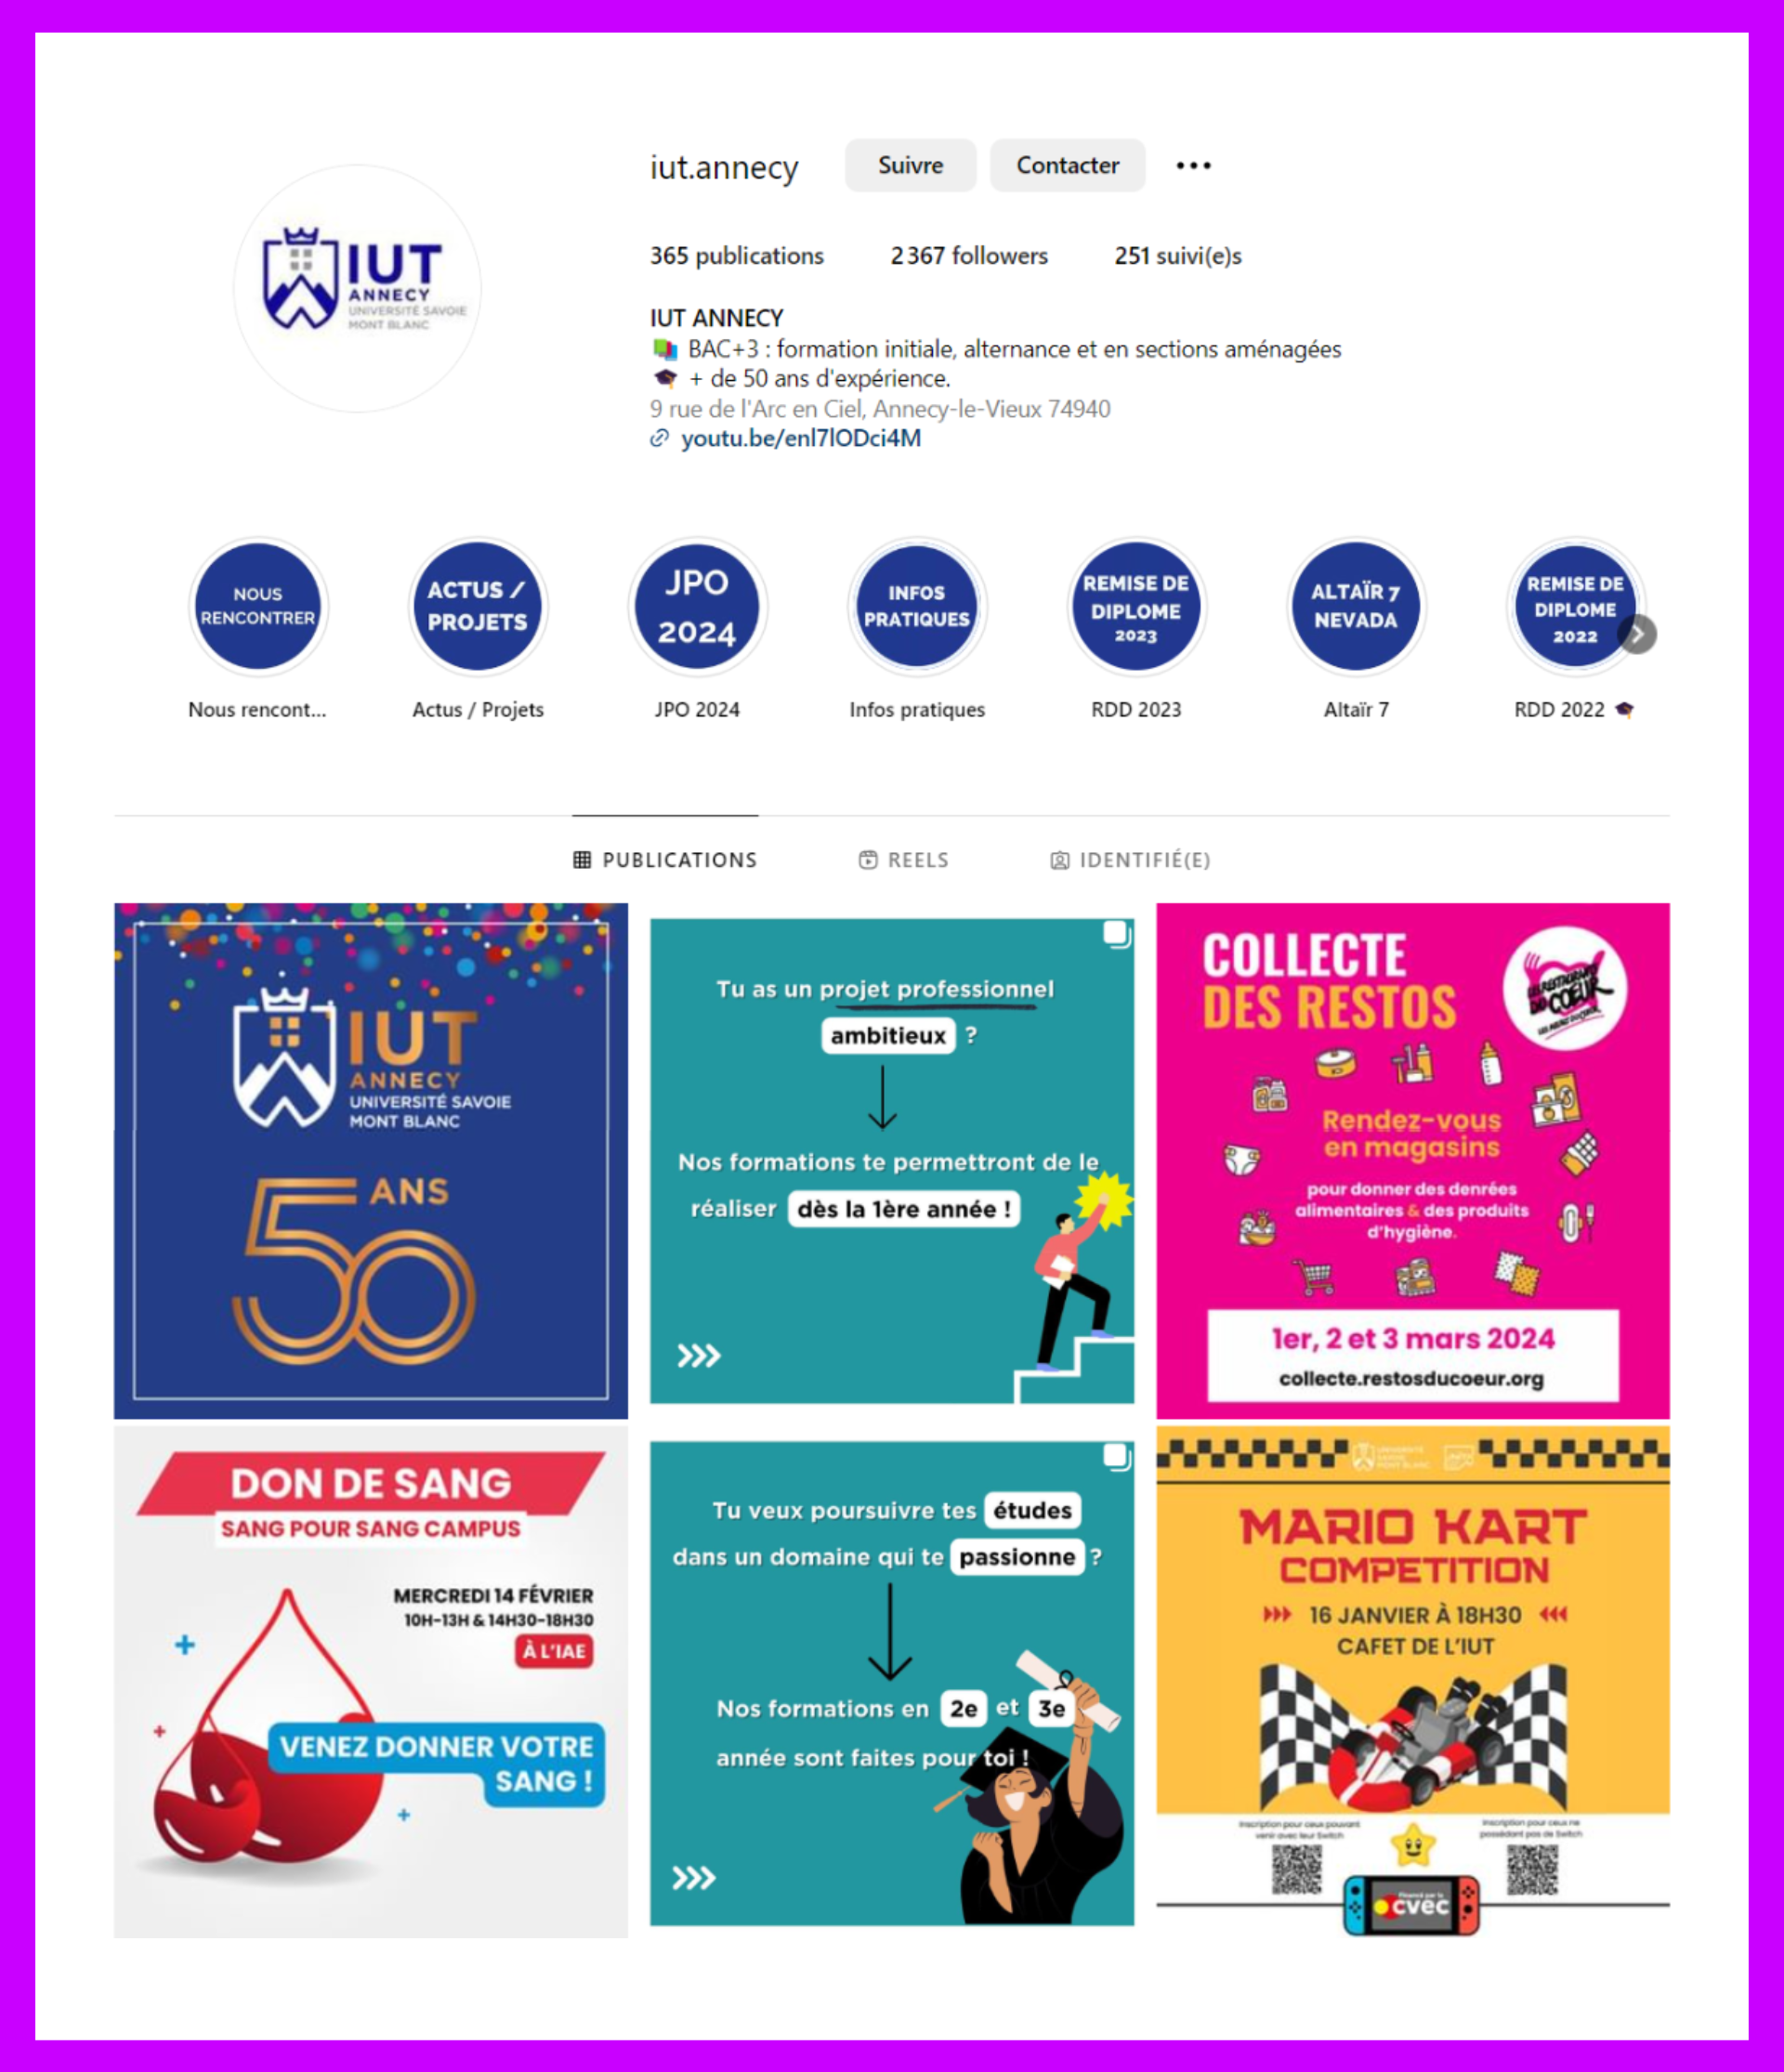 iut.annecy
Suivre
Contacter
365 publications
2 367 followers
251 suivi(e)s
IUT ANNECY
BAC+3 : formation initiale, alternance et en sections aménagées
+ de 50 ans d'expérience.
9 rue de l'Arc en Ciel, Annecy-le-Vieux 74940
youtu.be/enl7lODci4M
IUT
ANNECY
UNIVERSITÉ SAVOIE
MONT BLANC
NOUS
RENCONTRER
Nous rencont...
ACTUS /
PROJETS
Actus / Projets
JPO
2024
JPO 2024
INFOS
PRATIQUES
Infos pratiques
REMISE DE
DIPLOME
2023
RDD 2023
ALTAÏR 7
NEVADA
Altaïr 7
REMISE DE
DIPLOME
2022
RDD 2022
PUBLICATIONS
REELS
IDENTIFIÉ(E)
IUT
ANNECY
UNIVERSITÉ SAVOIE
MONT BLANC
50 ANS
Tu as un projet professionnel
ambitieux ?
Nos formations te permettront de le
réaliser dès la 1ère année !
COLLECTE
DES RESTOS
LES RESTAURANTS
DU COEUR
LES RELAIS DU COEUR
Rendez-vous
en magasins
pour donner des denrées
alimentaires & des produits
d'hygiène.
1er, 2 et 3 mars 2024
collecte.restosducoeur.org
DON DE SANG
SANG POUR SANG CAMPUS
MERCREDI 14 FÉVRIER
10H-13H & 14H30-18H30
À L'IAE
VENEZ DONNER VOTRE
SANG !
Tu veux poursuivre tes études
dans un domaine qui te passionne ?
Nos formations en 2e et 3e
année sont faites pour toi !
MARIO KART
COMPETITION
16 JANVIER À 18H30
CAFET DE L'IUT
Inscription pour ceux pouvant
venir avec leur Switch
Inscription pour ceux ne
possédant pas de Switch
Financé par la
cvec